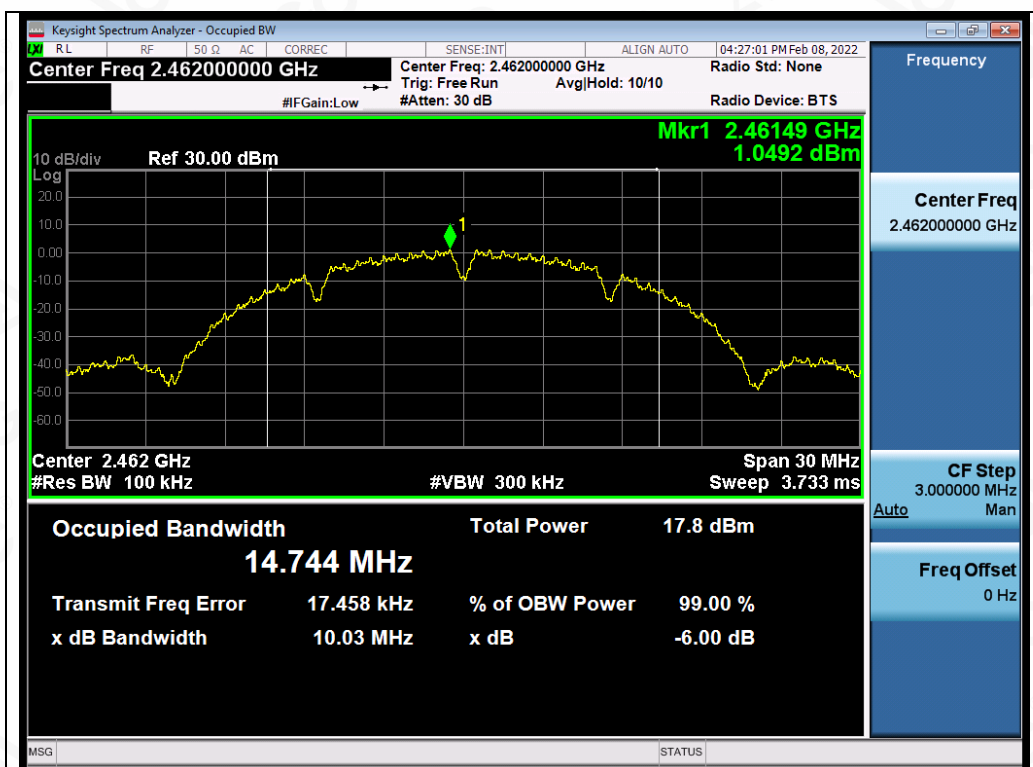 Keysight Spectrum Analyzer - Occupied BW
LXI RL RF 50 Ω AC CORREC SENSE:INT ALIGN AUTO 04:27:01 PM Feb 08, 2022
Center Freq 2.462000000 GHz
Center Freq: 2.462000000 GHz Radio Std: None
Trig: Free Run Avg|Hold: 10/10
#IFGain:Low #Atten: 30 dB Radio Device: BTS
Mkr1 2.46149 GHz
1.0492 dBm
10 dB/div Ref 30.00 dBm
Log
20.0
10.0
1
0.00
-10.0
-20.0
-30.0
-40.0
-50.0
-60.0
Center 2.462 GHz Span 30 MHz
#Res BW 100 kHz #VBW 300 kHz Sweep 3.733 ms
Occupied Bandwidth Total Power 17.8 dBm
14.744 MHz
Transmit Freq Error 17.458 kHz % of OBW Power 99.00 %
x dB Bandwidth 10.03 MHz x dB -6.00 dB
MSG STATUS
Frequency
Center Freq
2.462000000 GHz
CF Step
3.000000 MHz
Auto Man
Freq Offset
0 Hz